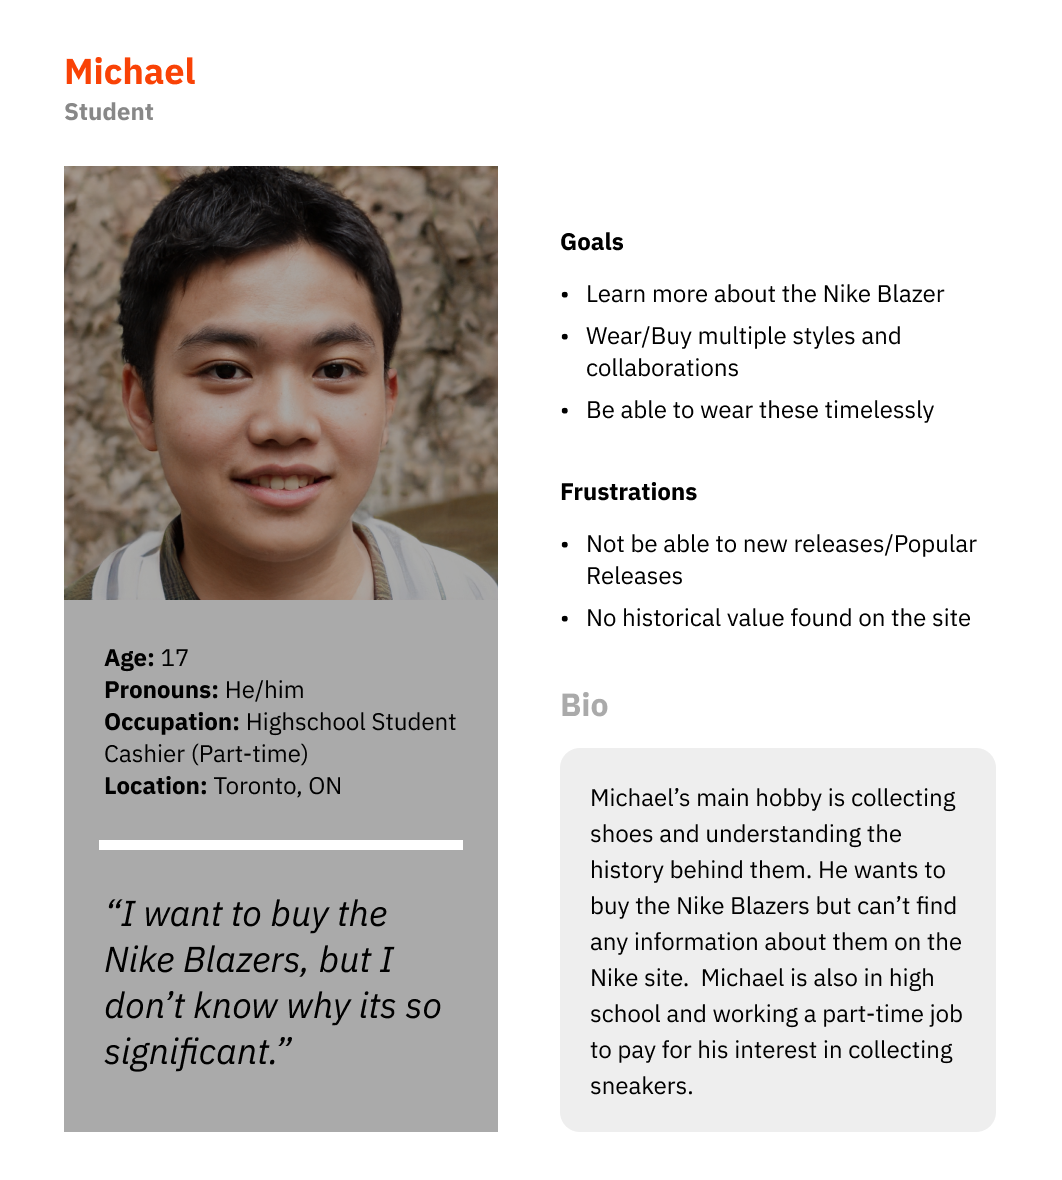 Michael
Student
Age: 17
Pronouns: He/him
Occupation: Highschool Student
Cashier (Part-time)
Location: Toronto, ON
“I want to buy the
Nike Blazers, but I
don’t know why its so
significant.”
Goals
• Learn more about the Nike Blazer
• Wear/Buy multiple styles and
collaborations
• Be able to wear these timelessly
Frustrations
• Not be able to new releases/Popular
Releases
• No historical value found on the site
Bio
Michael’s main hobby is collecting
shoes and understanding the
history behind them. He wants to
buy the Nike Blazers but can’t find
any information about them on the
Nike site.  Michael is also in high
school and working a part-time job
to pay for his interest in collecting
sneakers.